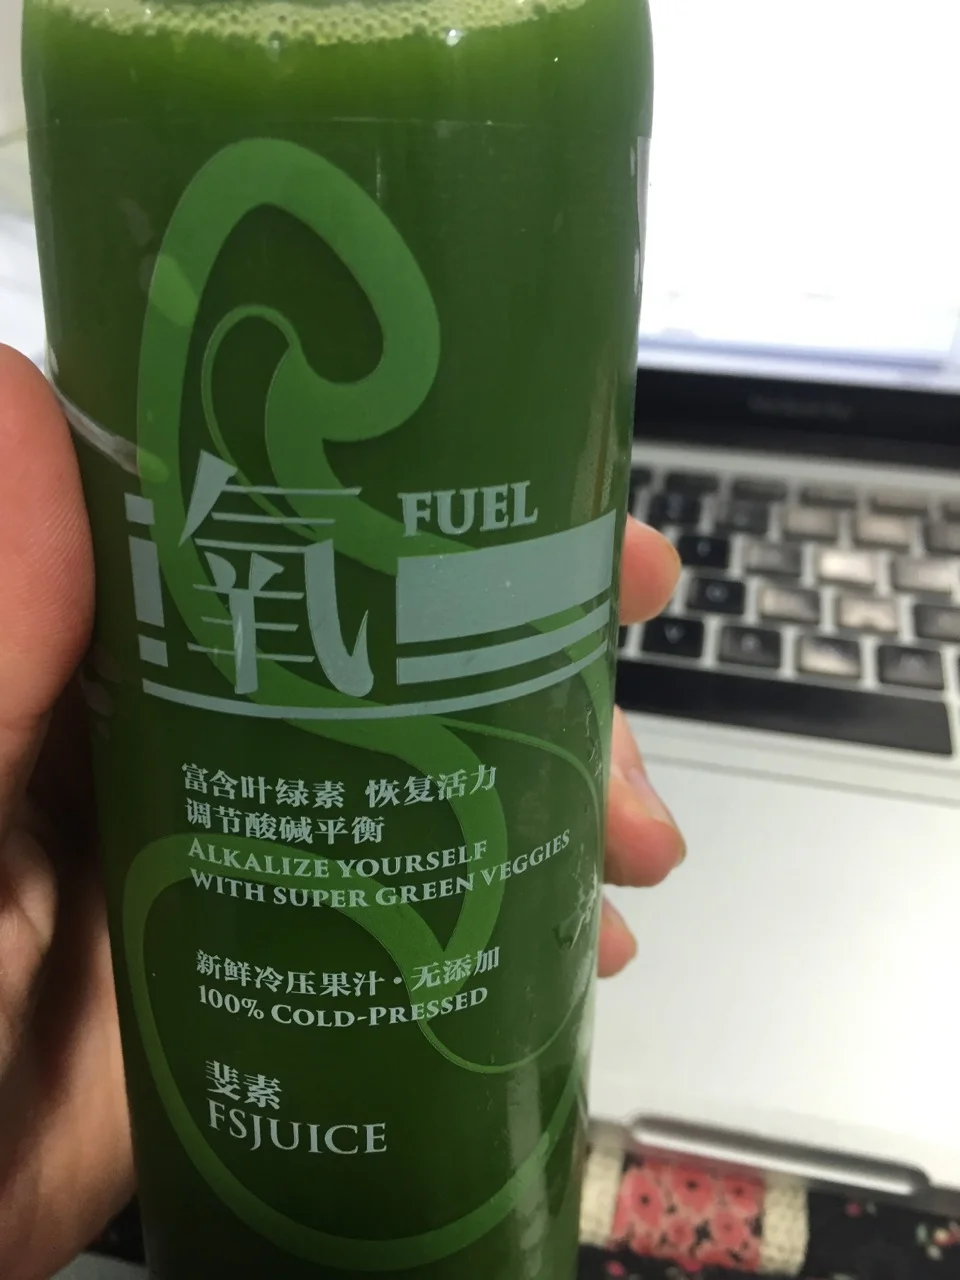 氧
FUEL
富含叶绿素 恢复活力
调节酸碱平衡
ALKALIZE YOURSELF
WITH SUPER GREEN VEGGIES
新鲜冷压果汁·无添加
100% COLD-PRESSED
斐素
FSJUICE